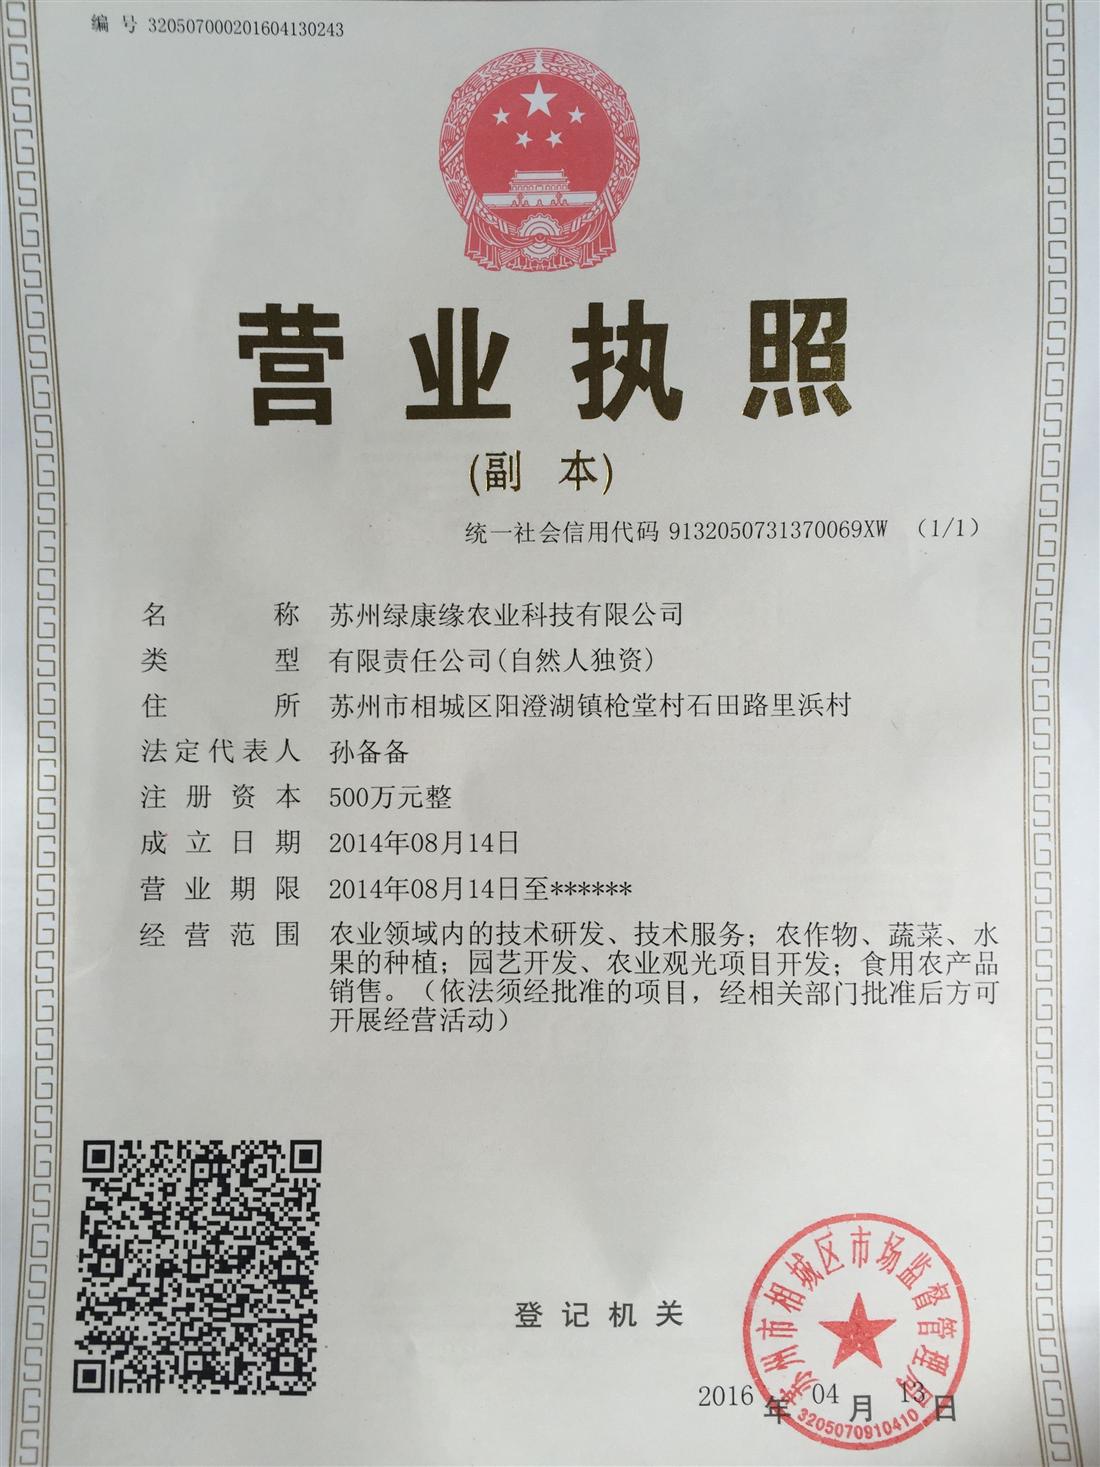 编 号 320507000201604130243
营 业 执 照
(副 本)
统一社会信用代码 9132050731370069XW （1/1）
名 称 苏州绿康缘农业科技有限公司
类 型 有限责任公司(自然人独资)
住 所 苏州市相城区阳澄湖镇枪堂村石田路里浜村
法定代表人 孙备备
注 册 资 本 500万元整
成 立 日 期 2014年08月14日
营 业 期 限 2014年08月14日至******
经 营 范 围 农业领域内的技术研发、技术服务；农作物、蔬菜、水
果的种植；园艺开发、农业观光项目开发；食用农产品
销售。（依法须经批准的项目，经相关部门批准后方可
开展经营活动）
登 记 机 关
苏州市相城区市场监督管理局
3205070910410
2016 年 04 月 13 日